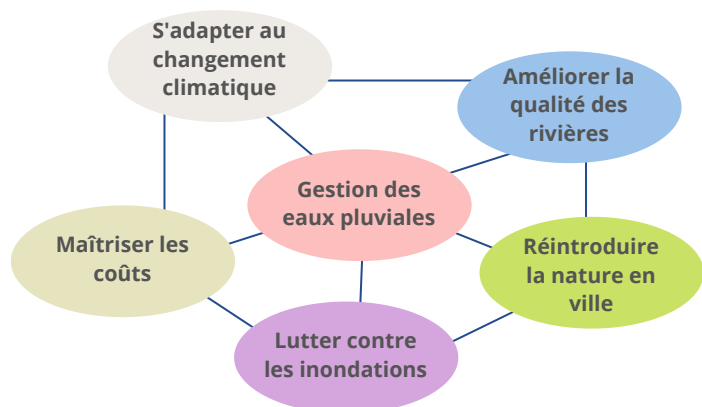 S'adapter au
changement
climatique
Améliorer la
qualité des
rivières
Gestion des
eaux pluviales
Maîtriser les
coûts
Réintroduire
la nature en
ville
Lutter contre
les inondations